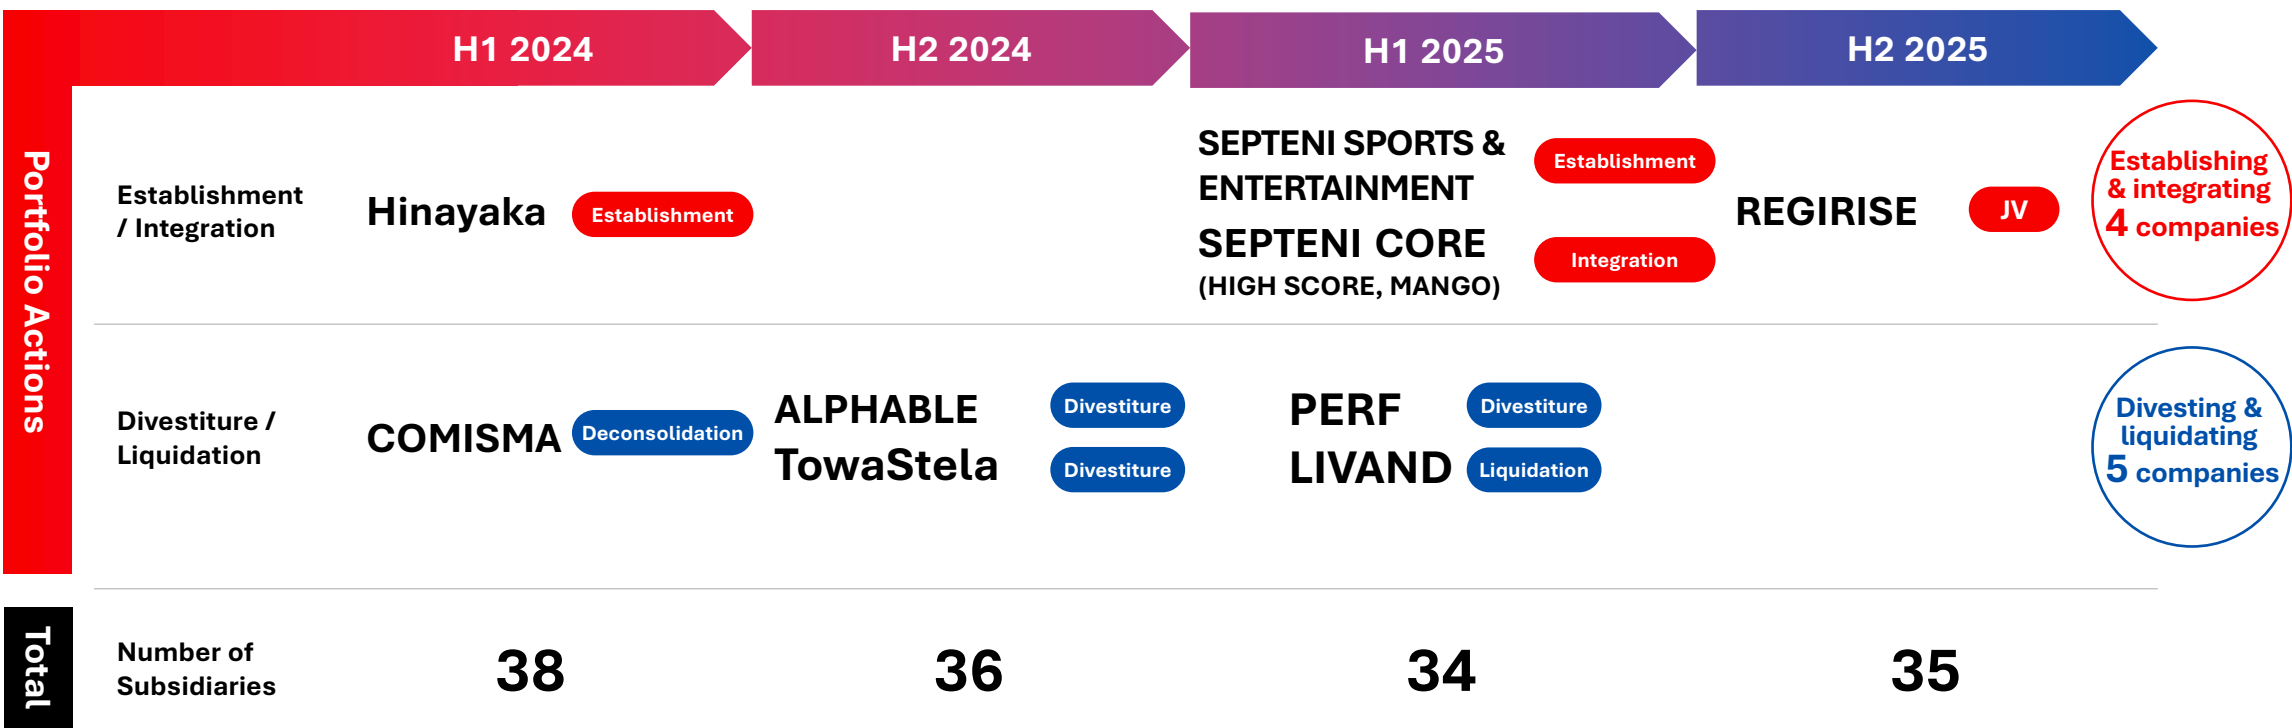 H1 2024
H2 2024
H1 2025
H2 2025
Portfolio Actions
Establishment
/ Integration
Hinayaka
Establishment
SEPTENI SPORTS &
ENTERTAINMENT
Establishment
SEPTENI CORE
(HIGH SCORE, MANGO)
Integration
REGIRISE
JV
Establishing
& integrating
4 companies
Divestiture /
Liquidation
COMISMA
Deconsolidation
ALPHABLE
Divestiture
TowaStela
Divestiture
PERF
Divestiture
LIVAND
Liquidation
Divesting &
liquidating
5 companies
Total
Number of
Subsidiaries
38
36
34
35